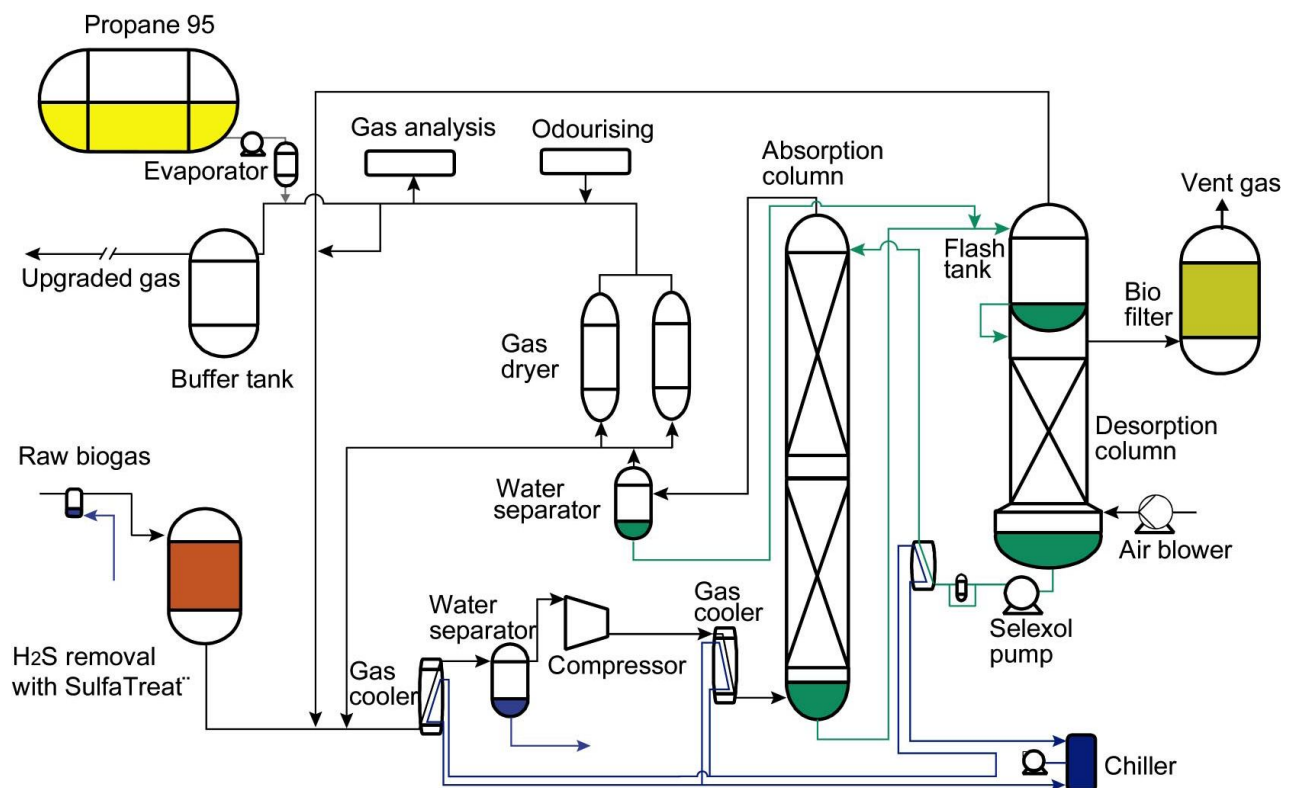 Propane 95
Gas analysis
Odourising
Evaporator
Absorption
column
Vent gas
Upgraded gas
Flash
tank
Bio
filter
Buffer tank
Gas
dryer
Desorption
column
Raw biogas
Water
separator
Air blower
Gas
cooler
Water
separator
Selexol
pump
Compressor
H2S removal
with SulfaTreat¨
Gas
cooler
Chiller